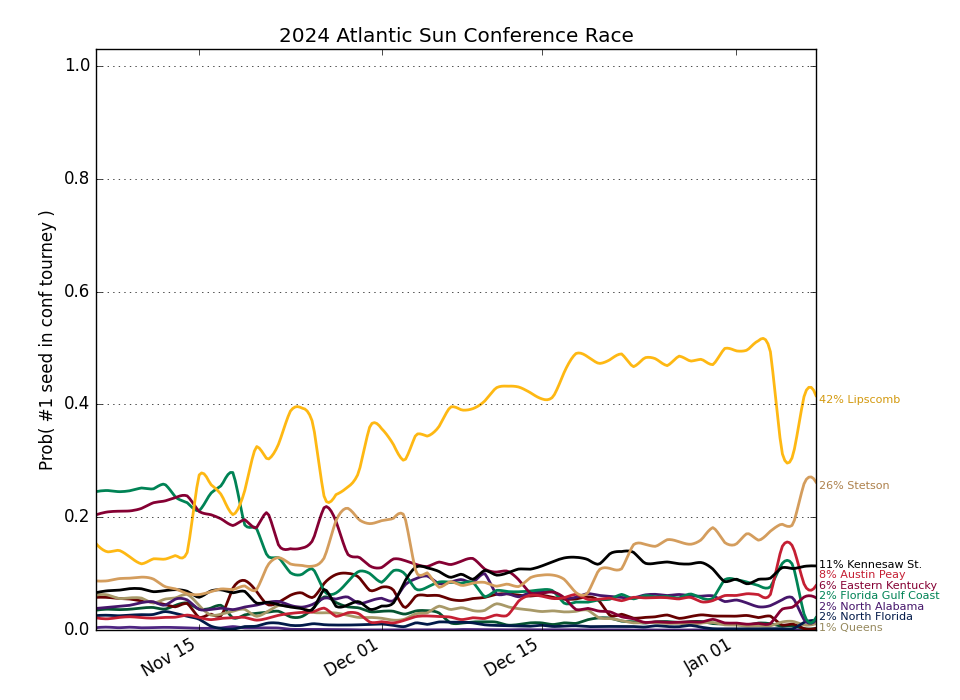 2024 Atlantic Sun Conference Race
Prob( #1 seed in conf tourney )
1.0
0.8
0.6
0.4
0.2
0.0
Nov 15
Dec 01
Dec 15
Jan 01
42% Lipscomb
26% Stetson
11% Kennesaw St.
8% Austin Peay
6% Eastern Kentucky
2% Florida Gulf Coast
2% North Alabama
2% North Florida
1% Queens